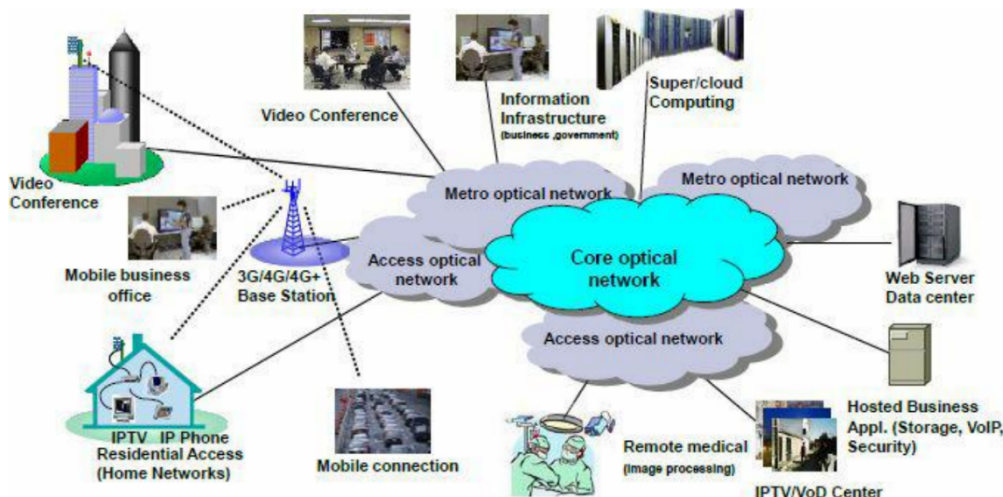 Video Conference
Information
Infrastructure
(business ,government)
Super/cloud
Computing
Video
Conference
Metro optical network
Metro optical network
Mobile business
office
3G/4G/4G+
Base Station
Access optical
network
Core optical
network
Web Server
Data center
Access optical network
IPTV IP Phone
Residential Access
(Home Networks)
Mobile connection
Remote medical
(image processing)
Hosted Business
Appl. (Storage, VoIP,
Security)
IPTV/VoD Center